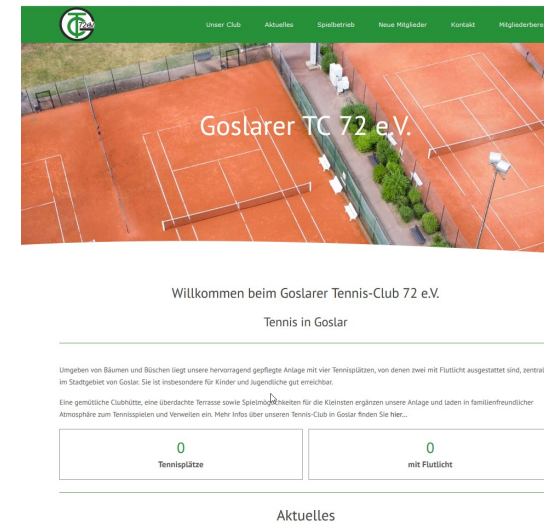 Unser Club Aktuelles Spielbetrieb Neue Mitglieder Kontakt Mitgliederbere
Goslarer TC 72 e.V.
Willkommen beim Goslarer Tennis-Club 72 e.V.
Tennis in Goslar
Umgeben von Bäumen und Büschen liegt unsere hervorragend gepflegte Anlage mit vier Tennisplätzen, von denen zwei mit Flutlicht ausgestattet sind, zentral
im Stadtgebiet von Goslar. Sie ist insbesondere für Kinder und Jugendliche gut erreichbar.
Eine gemütliche Clubhütte, eine überdachte Terrasse sowie Spielmöglichkeiten für die Kleinsten ergänzen unsere Anlage und laden in familienfreundlicher
Atmosphäre zum Tennisspielen und Verweilen ein. Mehr Infos über unseren Tennis-Club in Goslar finden Sie hier...
0 0
Tennisplätze mit Flutlicht
Aktuelles